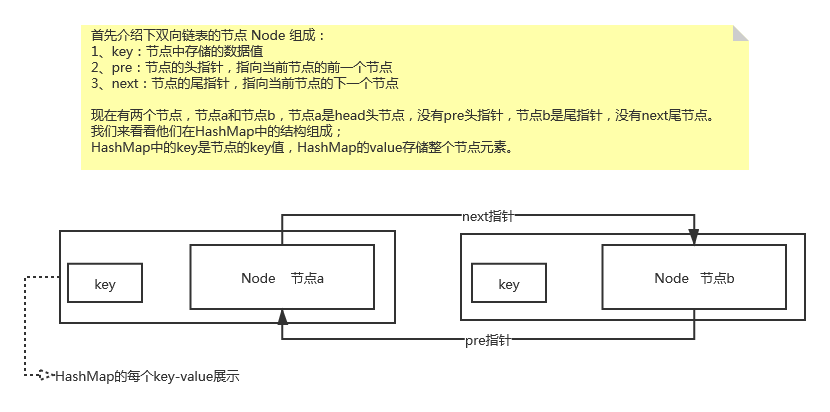 首先介绍下双向链表的节点 Node 组成：
1、key：节点中存储的数据值
2、pre：节点的头指针，指向当前节点的前一个节点
3、next：节点的尾指针，指向当前节点的下一个节点
现在有两个节点，节点a和节点b，节点a是head头节点，没有pre头指针，节点b是尾指针，没有next尾节点。
我们来看看他们在HashMap中的结构组成；
HashMap中的key是节点的key值，HashMap的value存储整个节点元素。
next指针
key
Node 节点a
key
Node 节点b
pre指针
HashMap的每个key-value展示